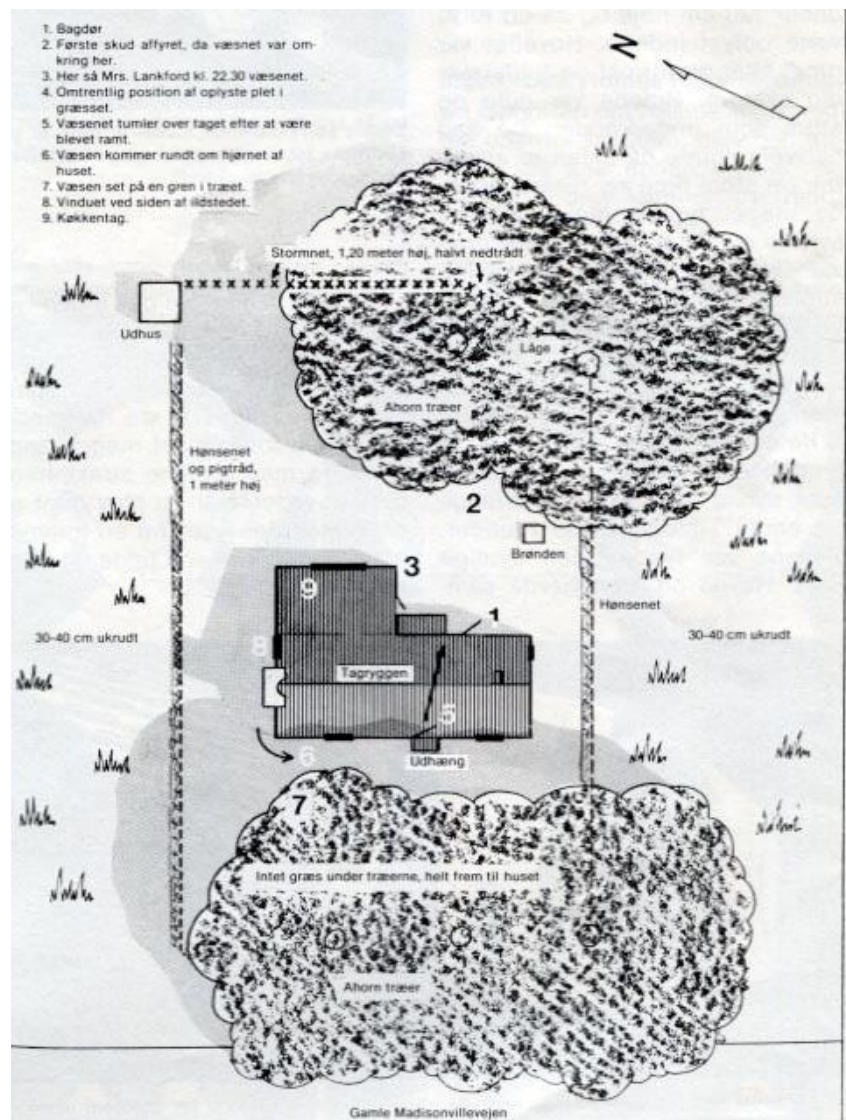 1. Bagdør
2. Første skud affyret, da væsnet var om-
kring her.
3. Her så Mrs. Lankford kl. 22.30 væsenet.
4. Omtrentlig position af oplyste plet i
græsset.
5. Væsenet tumler over taget efter at være
blevet ramt.
6. Væsen kommer rundt om hjørnet af
huset.
7. Væsen set på en gren i træet.
8. Vinduet ved siden af ildstedet.
9. Køkkentag.
N
4
Stormnet, 1,20 meter høj, halvt nedtrådt
Udhus
Låge
Ahorn træer
Hønsenet
og pigtråd,
1 meter høj
2
Brønden
3
9
1
Hønsenet
30-40 cm ukrudt
30-40 cm ukrudt
8
Tagryggen
5
6
Udhæng
7
Intet græs under træerne, helt frem til huset
Ahorn træer
Gamle Madisonvillevejen